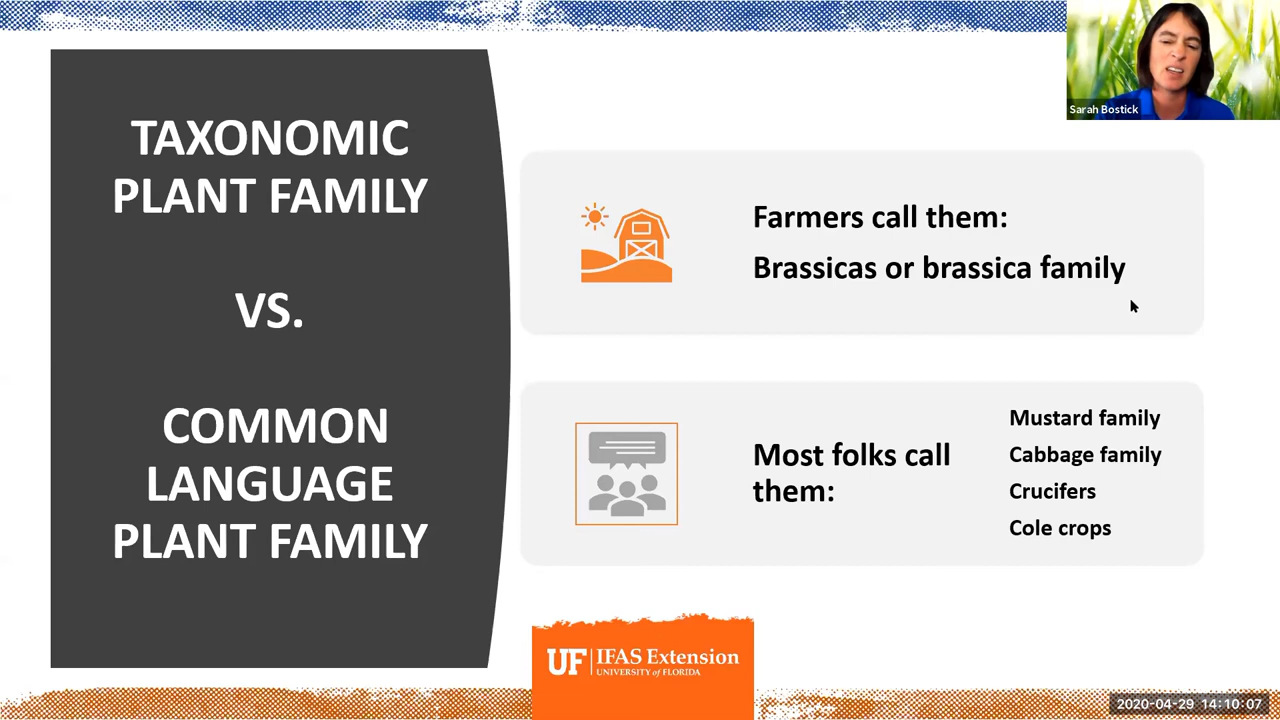 Sarah Bostick
TAXONOMIC
PLANT FAMILY
VS.
COMMON
LANGUAGE
PLANT FAMILY
Farmers call them:
Brassicas or brassica family
Most folks call
them:
Mustard family
Cabbage family
Crucifers
Cole crops
UF IFAS Extension
UNIVERSITY of FLORIDA
2020-04-29 14:10:07